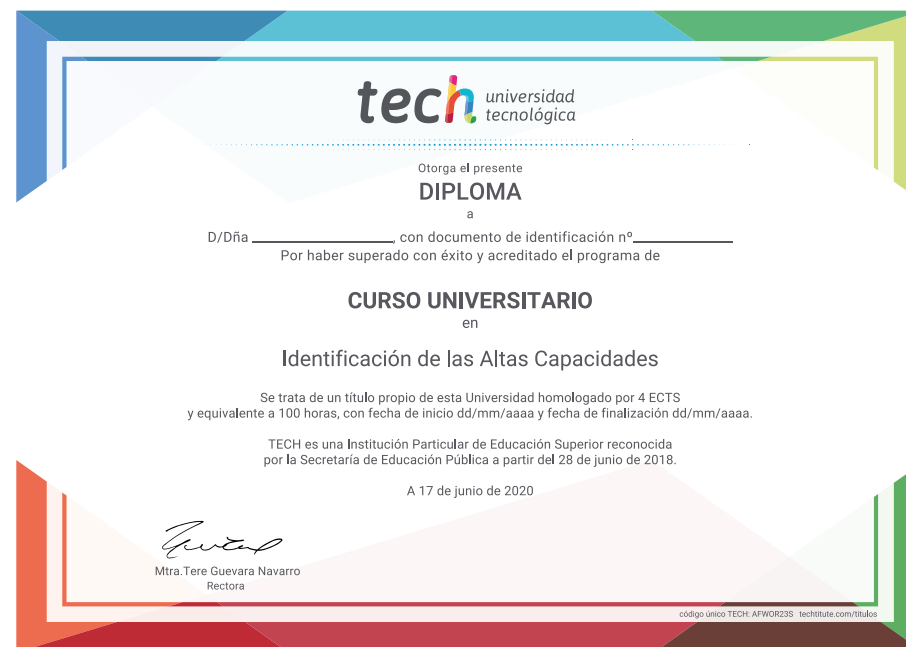 tech universidad
tecnológica
Otorga el presente
DIPLOMA
a
D/Dña ____________________, con documento de identificación nº______________
Por haber superado con éxito y acreditado el programa de
CURSO UNIVERSITARIO
en
Identificación de las Altas Capacidades
Se trata de un título propio de esta Universidad homologado por 4 ECTS
y equivalente a 100 horas, con fecha de inicio dd/mm/aaaa y fecha de finalización dd/mm/aaaa.
TECH es una Institución Particular de Educación Superior reconocida
por la Secretaría de Educación Pública a partir del 28 de junio de 2018.
A 17 de junio de 2020
Mtra.Tere Guevara Navarro
Rectora
código único TECH: AFWOR23S techtitute.com/titulos